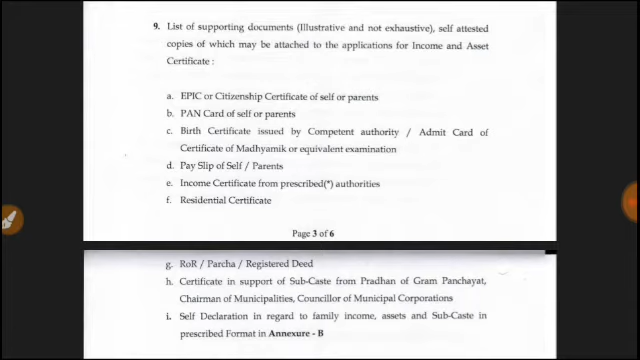 9. List of supporting documents (Illustrative and not exhaustive), self attested
copies of which may be attached to the applications for Income and Asset
Certificate :
a. EPIC or Citizenship Certificate of self or parents
b. PAN Card of self or parents
c. Birth Certificate issued by Competent authority / Admit Card of
Certificate of Madhyamik or equivalent examination
d. Pay Slip of Self / Parents
e. Income Certificate from prescribed(*) authorities
f. Residential Certificate
Page 3 of 6
g. RoR / Parcha / Registered Deed
h. Certificate in support of Sub-Caste from Pradhan of Gram Panchayat,
Chairman of Municipalities, Councillor of Municipal Corporations
i. Self Declaration in regard to family income, assets and Sub-Caste in
prescribed Format in Annexure - B